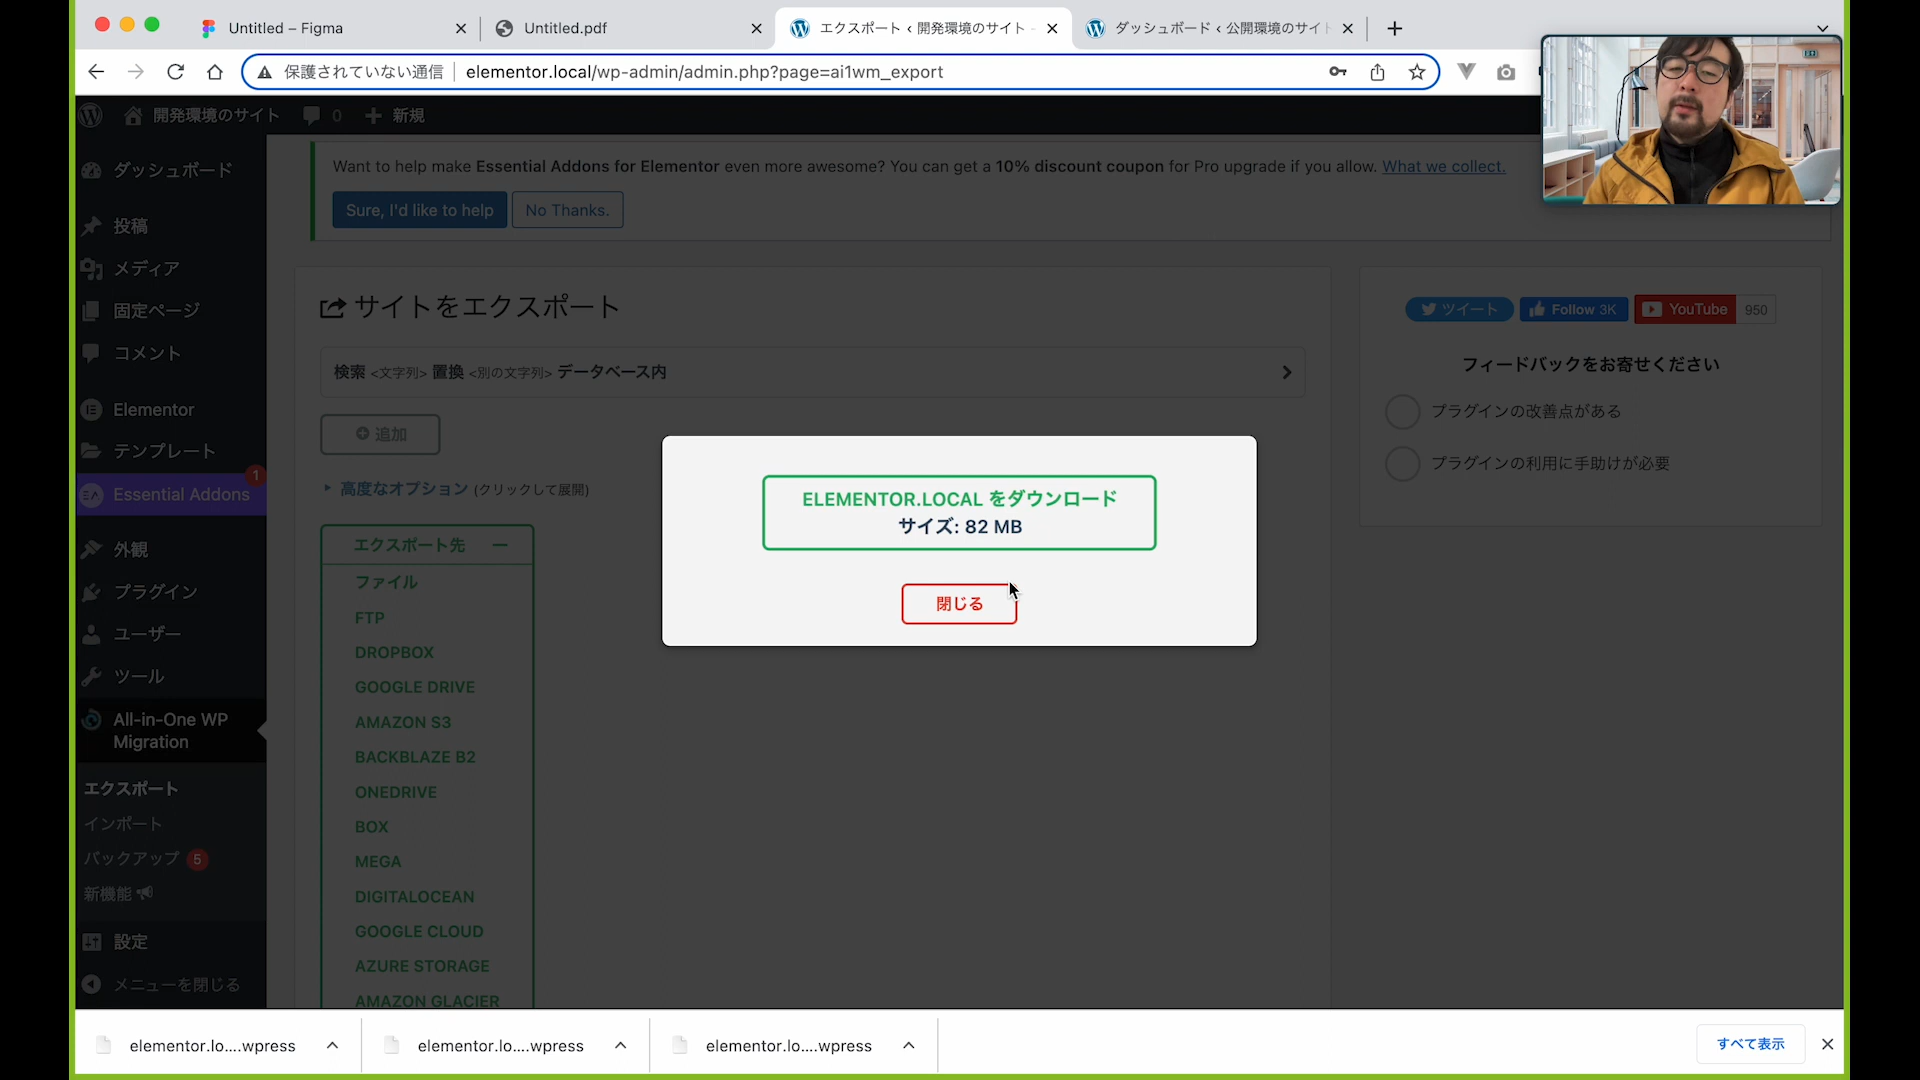 Untitled – Figma
Untitled.pdf
エクスポート ‹ 開発環境のサイト -
ダッシュボード ‹ 公開環境のサイト
保護されていない通信
elementor.local/wp-admin/admin.php?page=ai1wm_export
開発環境のサイト
0
新規
ダッシュボード
投稿
メディア
固定ページ
コメント
Elementor
テンプレート
Essential Addons
1
外観
プラグイン
ユーザー
ツール
All-in-One WP
Migration
エクスポート
インポート
バックアップ 5
新機能
設定
メニューを閉じる
Want to help make Essential Addons for Elementor even more awesome? You can get a 10% discount coupon for Pro upgrade if you allow. What we collect.
Sure, I'd like to help
No Thanks.
サイトをエクスポート
検索 <文字列> 置換 <別の文字列> データベース内
追加
高度なオプション (クリックして展開)
エクスポート先
ファイル
FTP
DROPBOX
GOOGLE DRIVE
AMAZON S3
BACKBLAZE B2
ONEDRIVE
BOX
MEGA
DIGITALOCEAN
GOOGLE CLOUD
AZURE STORAGE
AMAZON GLACIER
ELEMENTOR.LOCAL をダウンロード
サイズ: 82 MB
閉じる
ツイート
Follow 3K
YouTube
950
フィードバックをお寄せください
プラグインの改善点がある
プラグインの利用に手助けが必要
elementor.lo....wpress
elementor.lo....wpress
elementor.lo....wpress
すべて表示